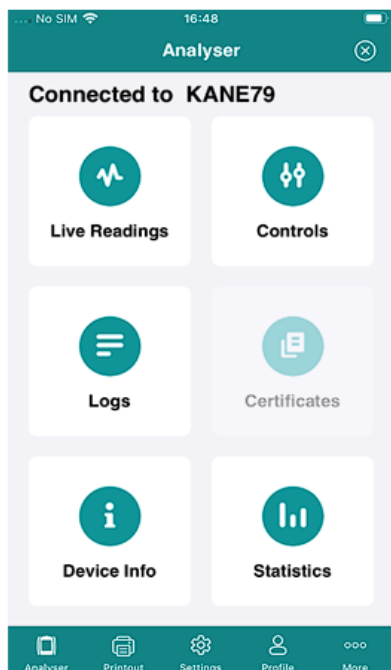 .... No SIM 16:48
Analyser
Connected to KANE79
Live Readings Controls
Logs Certificates
Device Info Statistics
Analyser Printout Settings Profile More